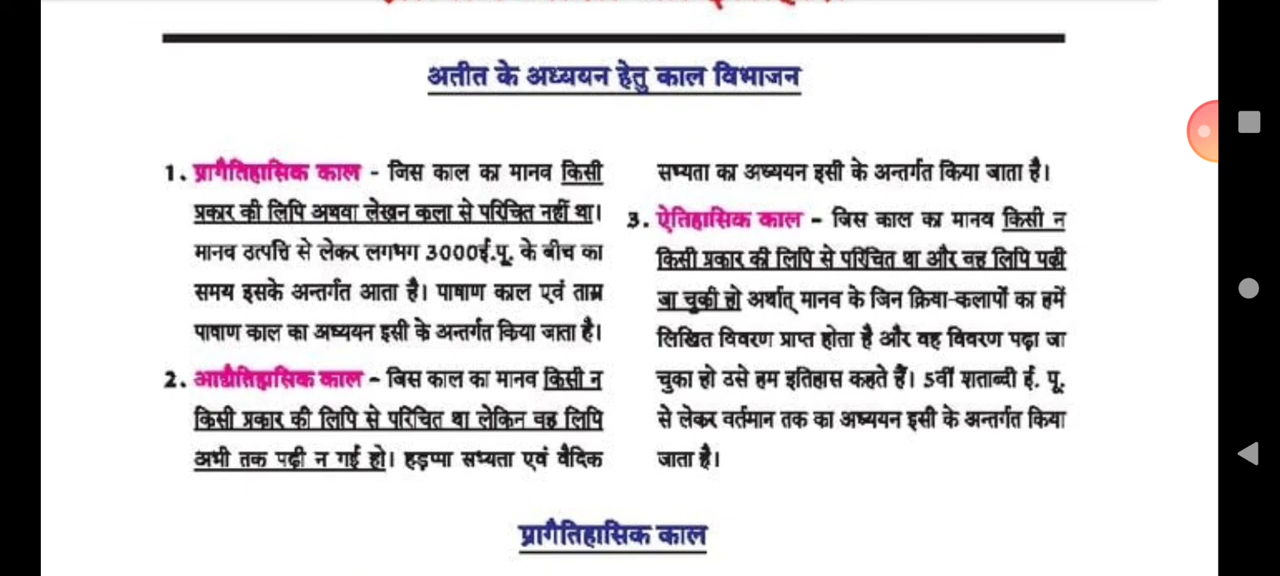 अतीत के अध्ययन हेतु काल विभाजन
1. प्रागैतिहासिक काल - जिस काल का मानव किसी
प्रकार की लिपि अथवा लेखन कला से परिचित नहीं था।
मानव उत्पत्ति से लेकर लगभग 3000ई.पू. के बीच का
समय इसके अन्तर्गत आता है। पाषाण काल एवं ताम्र
पाषाण काल का अध्ययन इसी के अन्तर्गत किया जाता है।
2. आद्यैतिहासिक काल - जिस काल का मानव किसी न
किसी प्रकार की लिपि से परिचित था लेकिन वह लिपि
अभी तक पढ़ी न गई हो। हड़प्पा सभ्यता एवं वैदिक
सभ्यता का अध्ययन इसी के अन्तर्गत किया जाता है।
3. ऐतिहासिक काल - जिस काल का मानव किसी न
किसी प्रकार की लिपि से परिचित था और वह लिपि पढ़ी
जा चुकी हो अर्थात् मानव के जिन क्रिया-कलापों का हमें
लिखित विवरण प्राप्त होता है और वह विवरण पढ़ा जा
चुका हो उसे हम इतिहास कहते हैं। 5वीं शताब्दी ई. पू.
से लेकर वर्तमान तक का अध्ययन इसी के अन्तर्गत किया
जाता है।
प्रागैतिहासिक काल